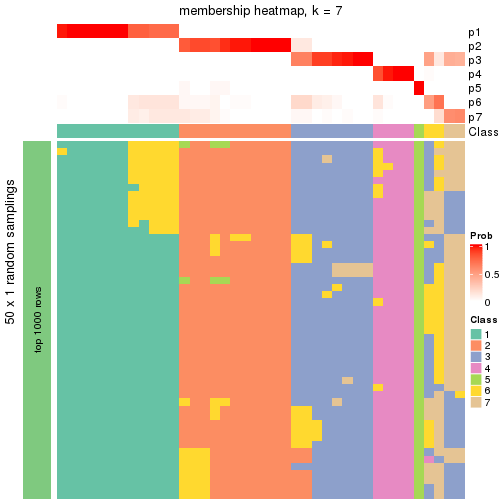 membership heatmap, k = 7
p1
p2
p3
p4
p5
p6
p7
Class
50 x 1 random samplings
top 1000 rows
Prob
1
0.5
0
Class
1
2
3
4
5
6
7